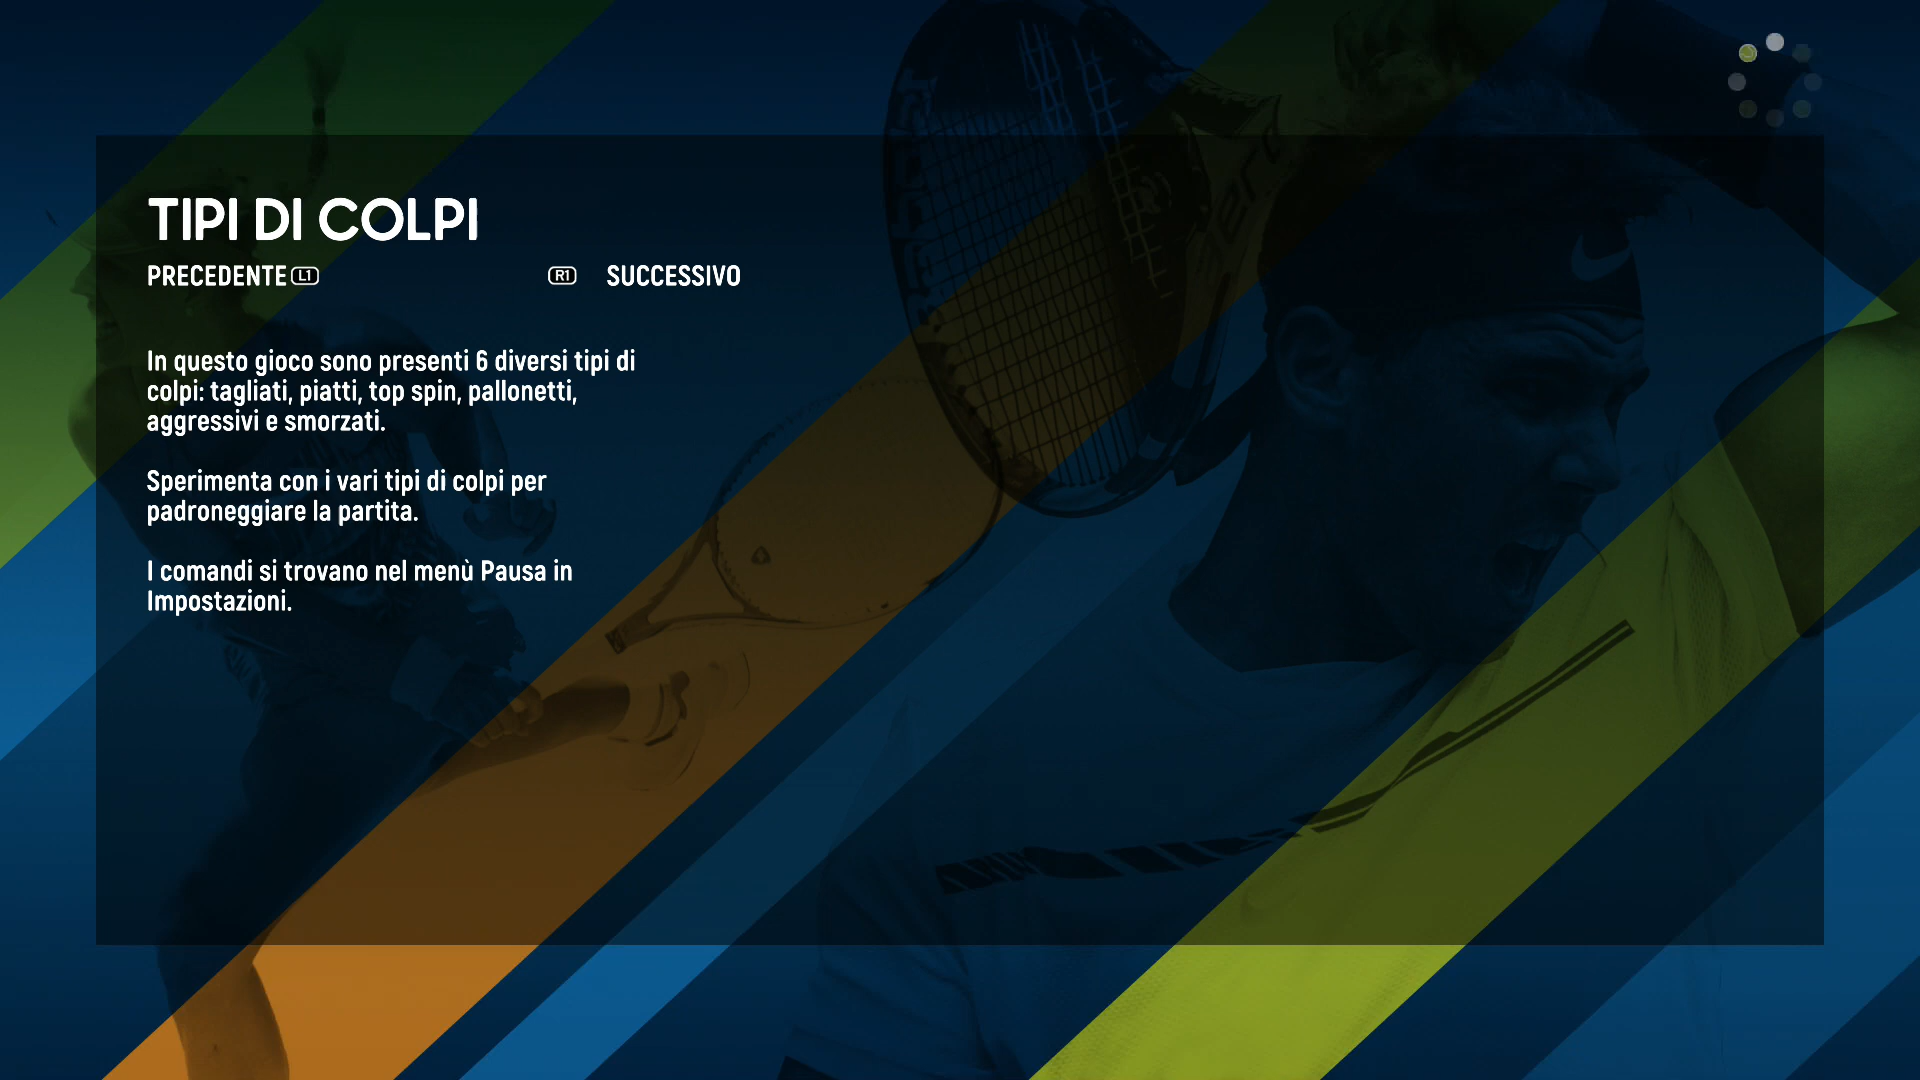 TIPI DI COLPI
PRECEDENTE L1 R1 SUCCESSIVO
In questo gioco sono presenti 6 diversi tipi di
colpi: tagliati, piatti, top spin, pallonetti,
aggressivi e smorzati.
Sperimenta con i vari tipi di colpi per
padroneggiare la partita.
I comandi si trovano nel menù Pausa in
Impostazioni.